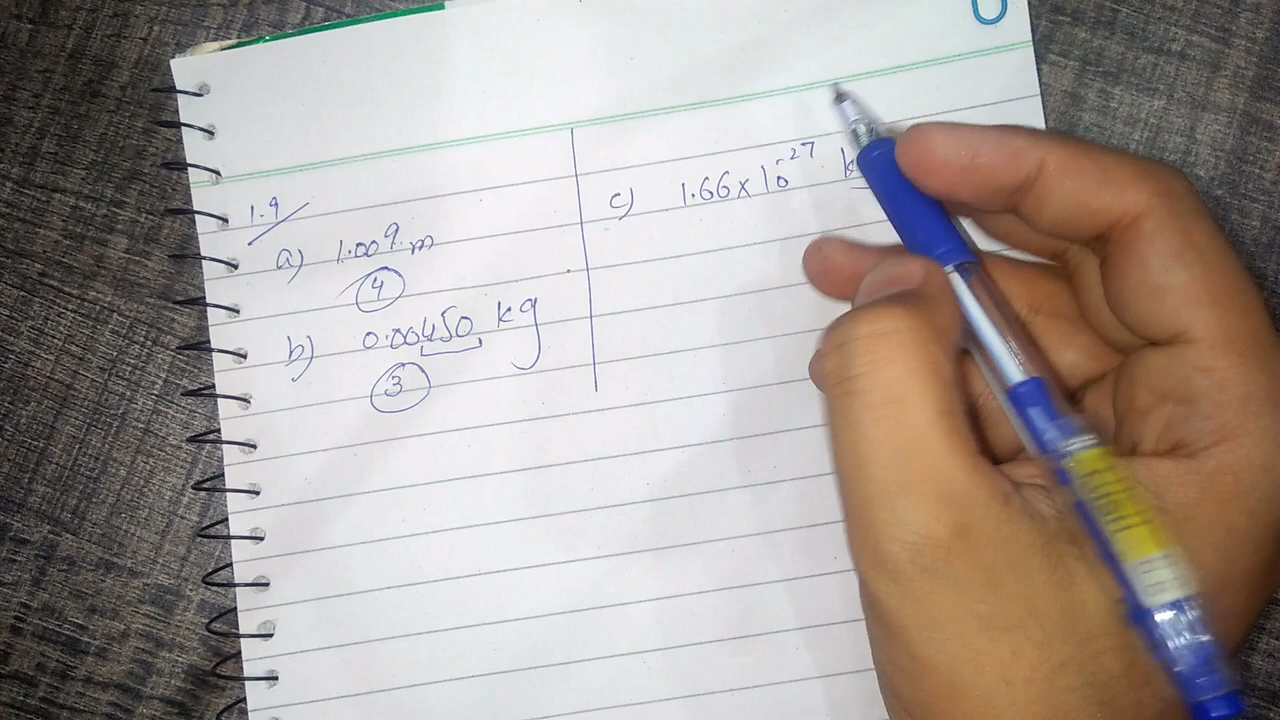 1.9
a) 1.009 m
4
b) 0.00450 kg
3
c) 1.66 x 10⁻²⁷